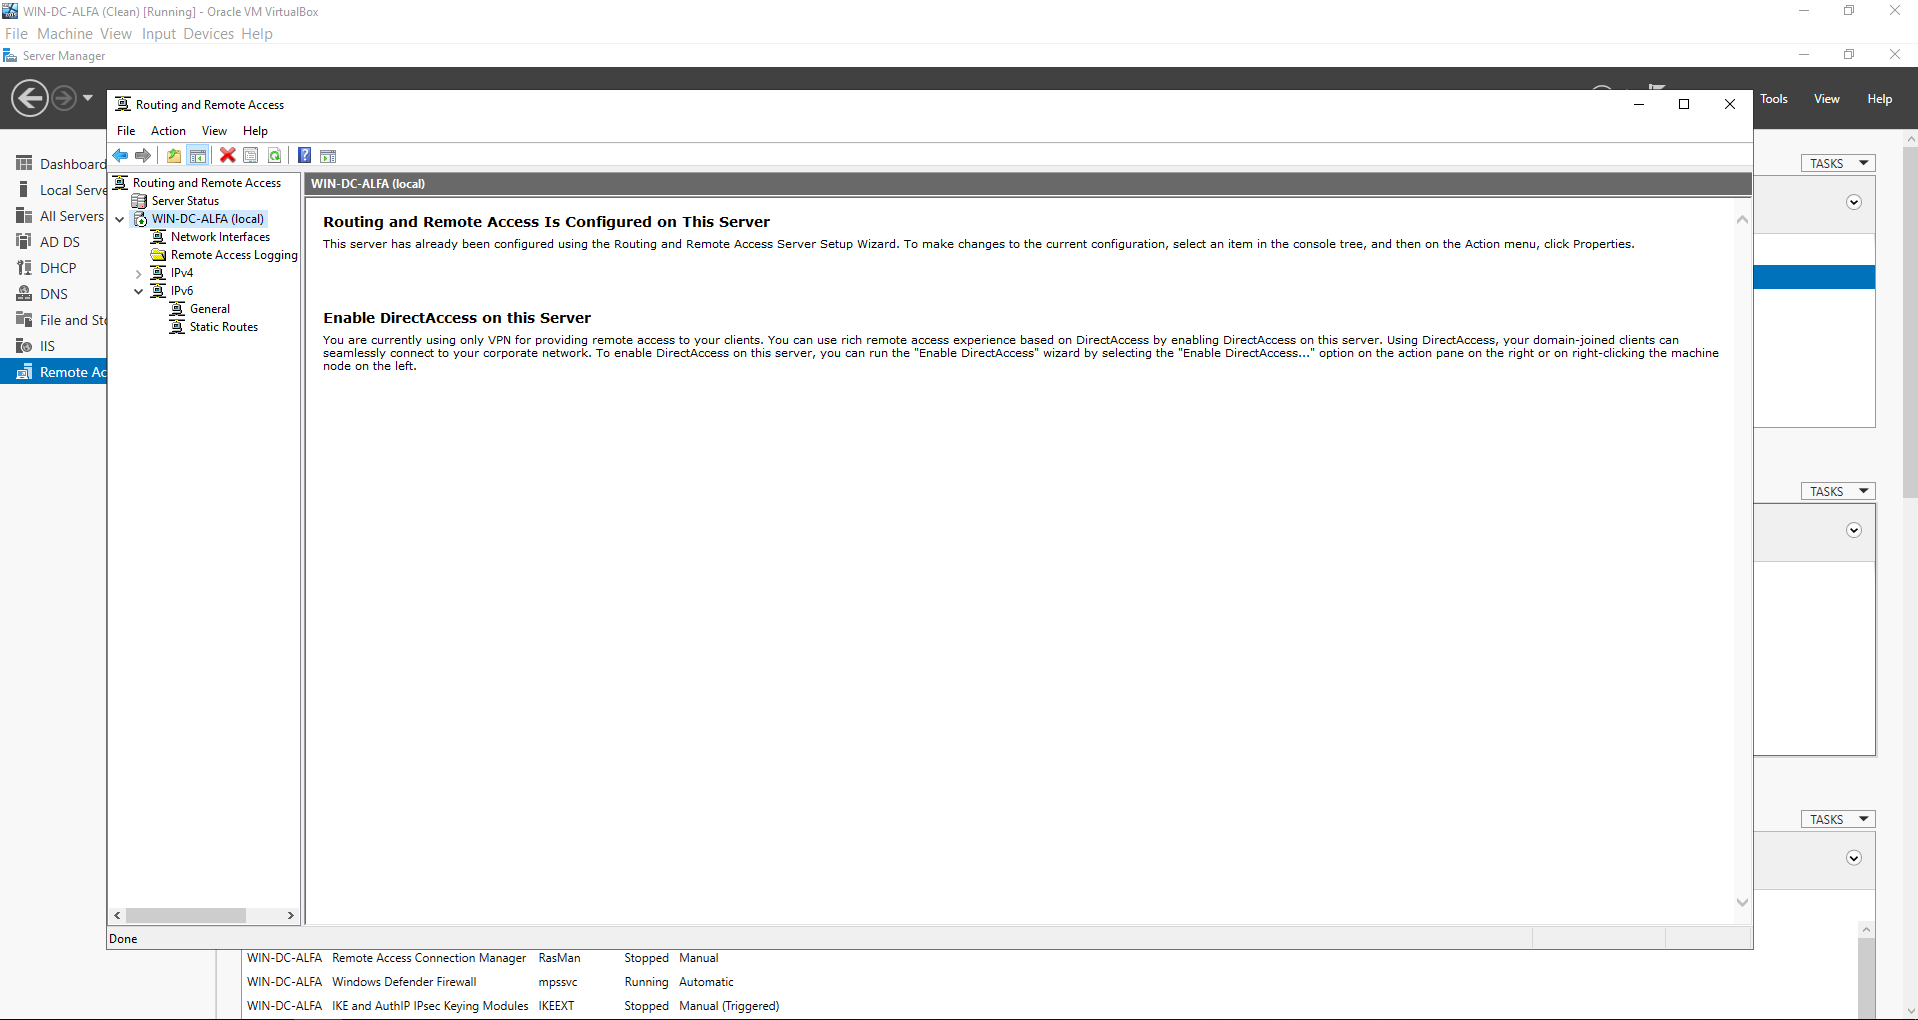 WIN-DC-ALFA (Clean) [Running] - Oracle VM VirtualBox
File Machine View Input Devices Help
Server Manager
Tools View Help
Routing and Remote Access
File Action View Help
Dashboard
Local Serve
All Servers
AD DS
DHCP
DNS
File and Sto
IIS
Remote Ac
Routing and Remote Access
Server Status
WIN-DC-ALFA (local)
Network Interfaces
Remote Access Logging
IPv4
IPv6
General
Static Routes
WIN-DC-ALFA (local)
Routing and Remote Access Is Configured on This Server
This server has already been configured using the Routing and Remote Access Server Setup Wizard. To make changes to the current configuration, select an item in the console tree, and then on the Action menu, click Properties.
Enable DirectAccess on this Server
You are currently using only VPN for providing remote access to your clients. You can use rich remote access experience based on DirectAccess by enabling DirectAccess on this server. Using DirectAccess, your domain-joined clients can
seamlessly connect to your corporate network. To enable DirectAccess on this server, you can run the "Enable DirectAccess" wizard by selecting the "Enable DirectAccess..." option on the action pane on the right or on right-clicking the machine
node on the left.
TASKS
TASKS
TASKS
Done
WIN-DC-ALFA Remote Access Connection Manager RasMan Stopped Manual
WIN-DC-ALFA Windows Defender Firewall mpssvc Running Automatic
WIN-DC-ALFA IKE and AuthIP IPsec Keying Modules IKEEXT Stopped Manual (Triggered)